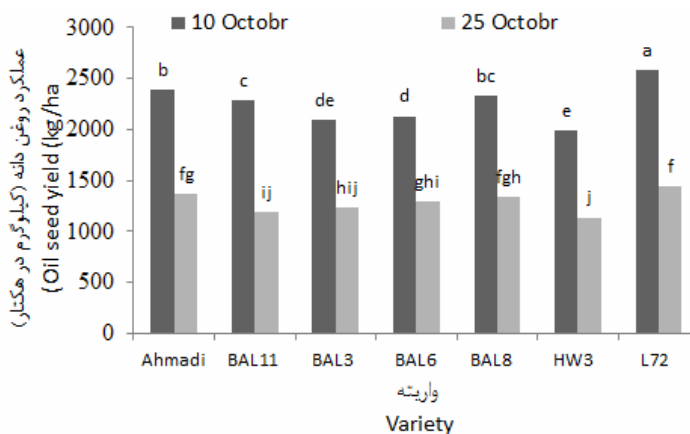 10 Octobr
25 Octobr
عملکرد روغن دانه (کیلوگرم در هکتار)
(Oil seed yield (kg/ha
3000
2500
2000
1500
1000
500
0
b
fg
c
ij
de
hij
d
ghi
bc
fgh
e
j
a
f
Ahmadi
BAL11
BAL3
BAL6
BAL8
HW3
L72
واریته
Variety